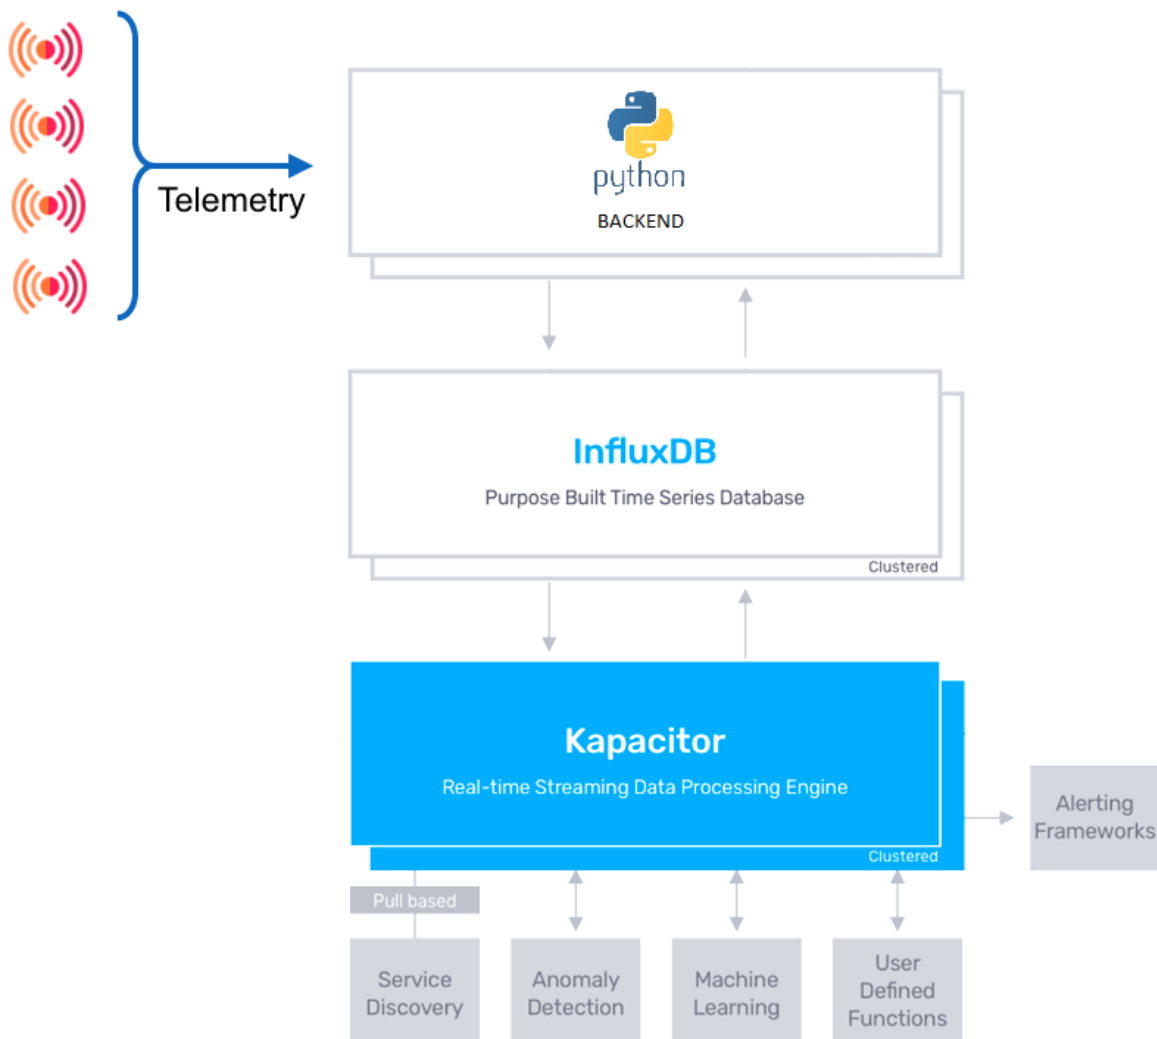 Telemetry
python
BACKEND
InfluxDB
Purpose Built Time Series Database
Clustered
Kapacitor
Real-time Streaming Data Processing Engine
Clustered
Alerting
Frameworks
Pull based
Service
Discovery
Anomaly
Detection
Machine
Learning
User
Defined
Functions